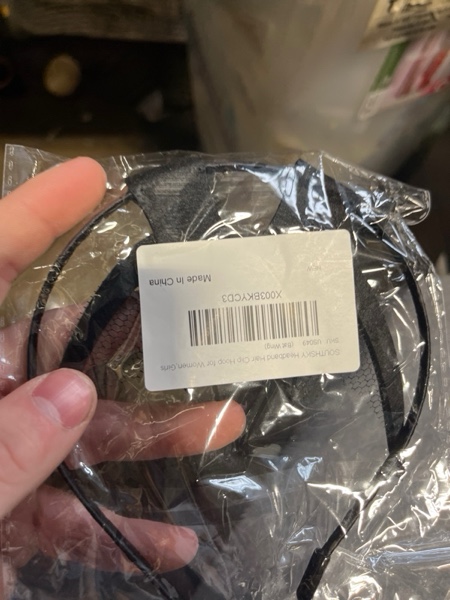 (SOUTHSKY Headband Hair Clip Hoop for Women Girls
(Bat Wing)
X003BKYCD3
Made In China